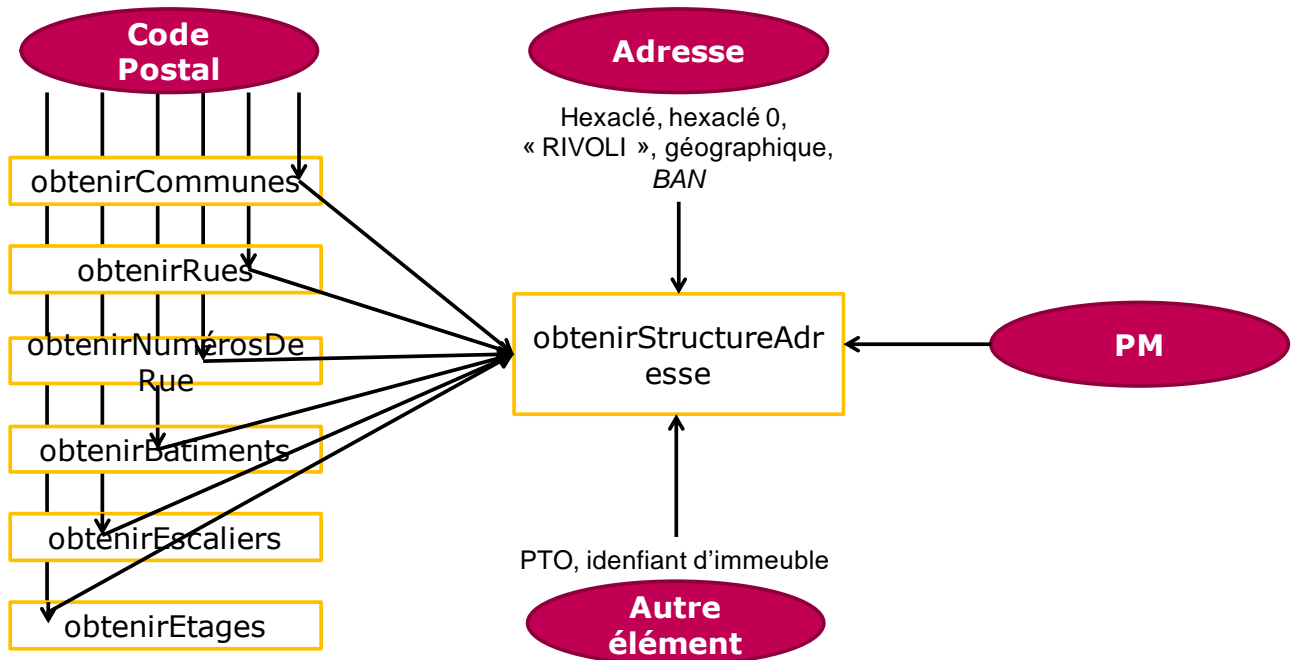 Code
Postal
obtenirCommunes
obtenirRues
obtenirNumérosDe
Rue
obtenirBatiments
obtenirEscaliers
obtenirEtages
Adresse
Hexaclé, hexaclé 0,
« RIVOLI », géographique,
BAN
obtenirStructureAdr
esse
PM
PTO, idenfiant d’immeuble
Autre
élément